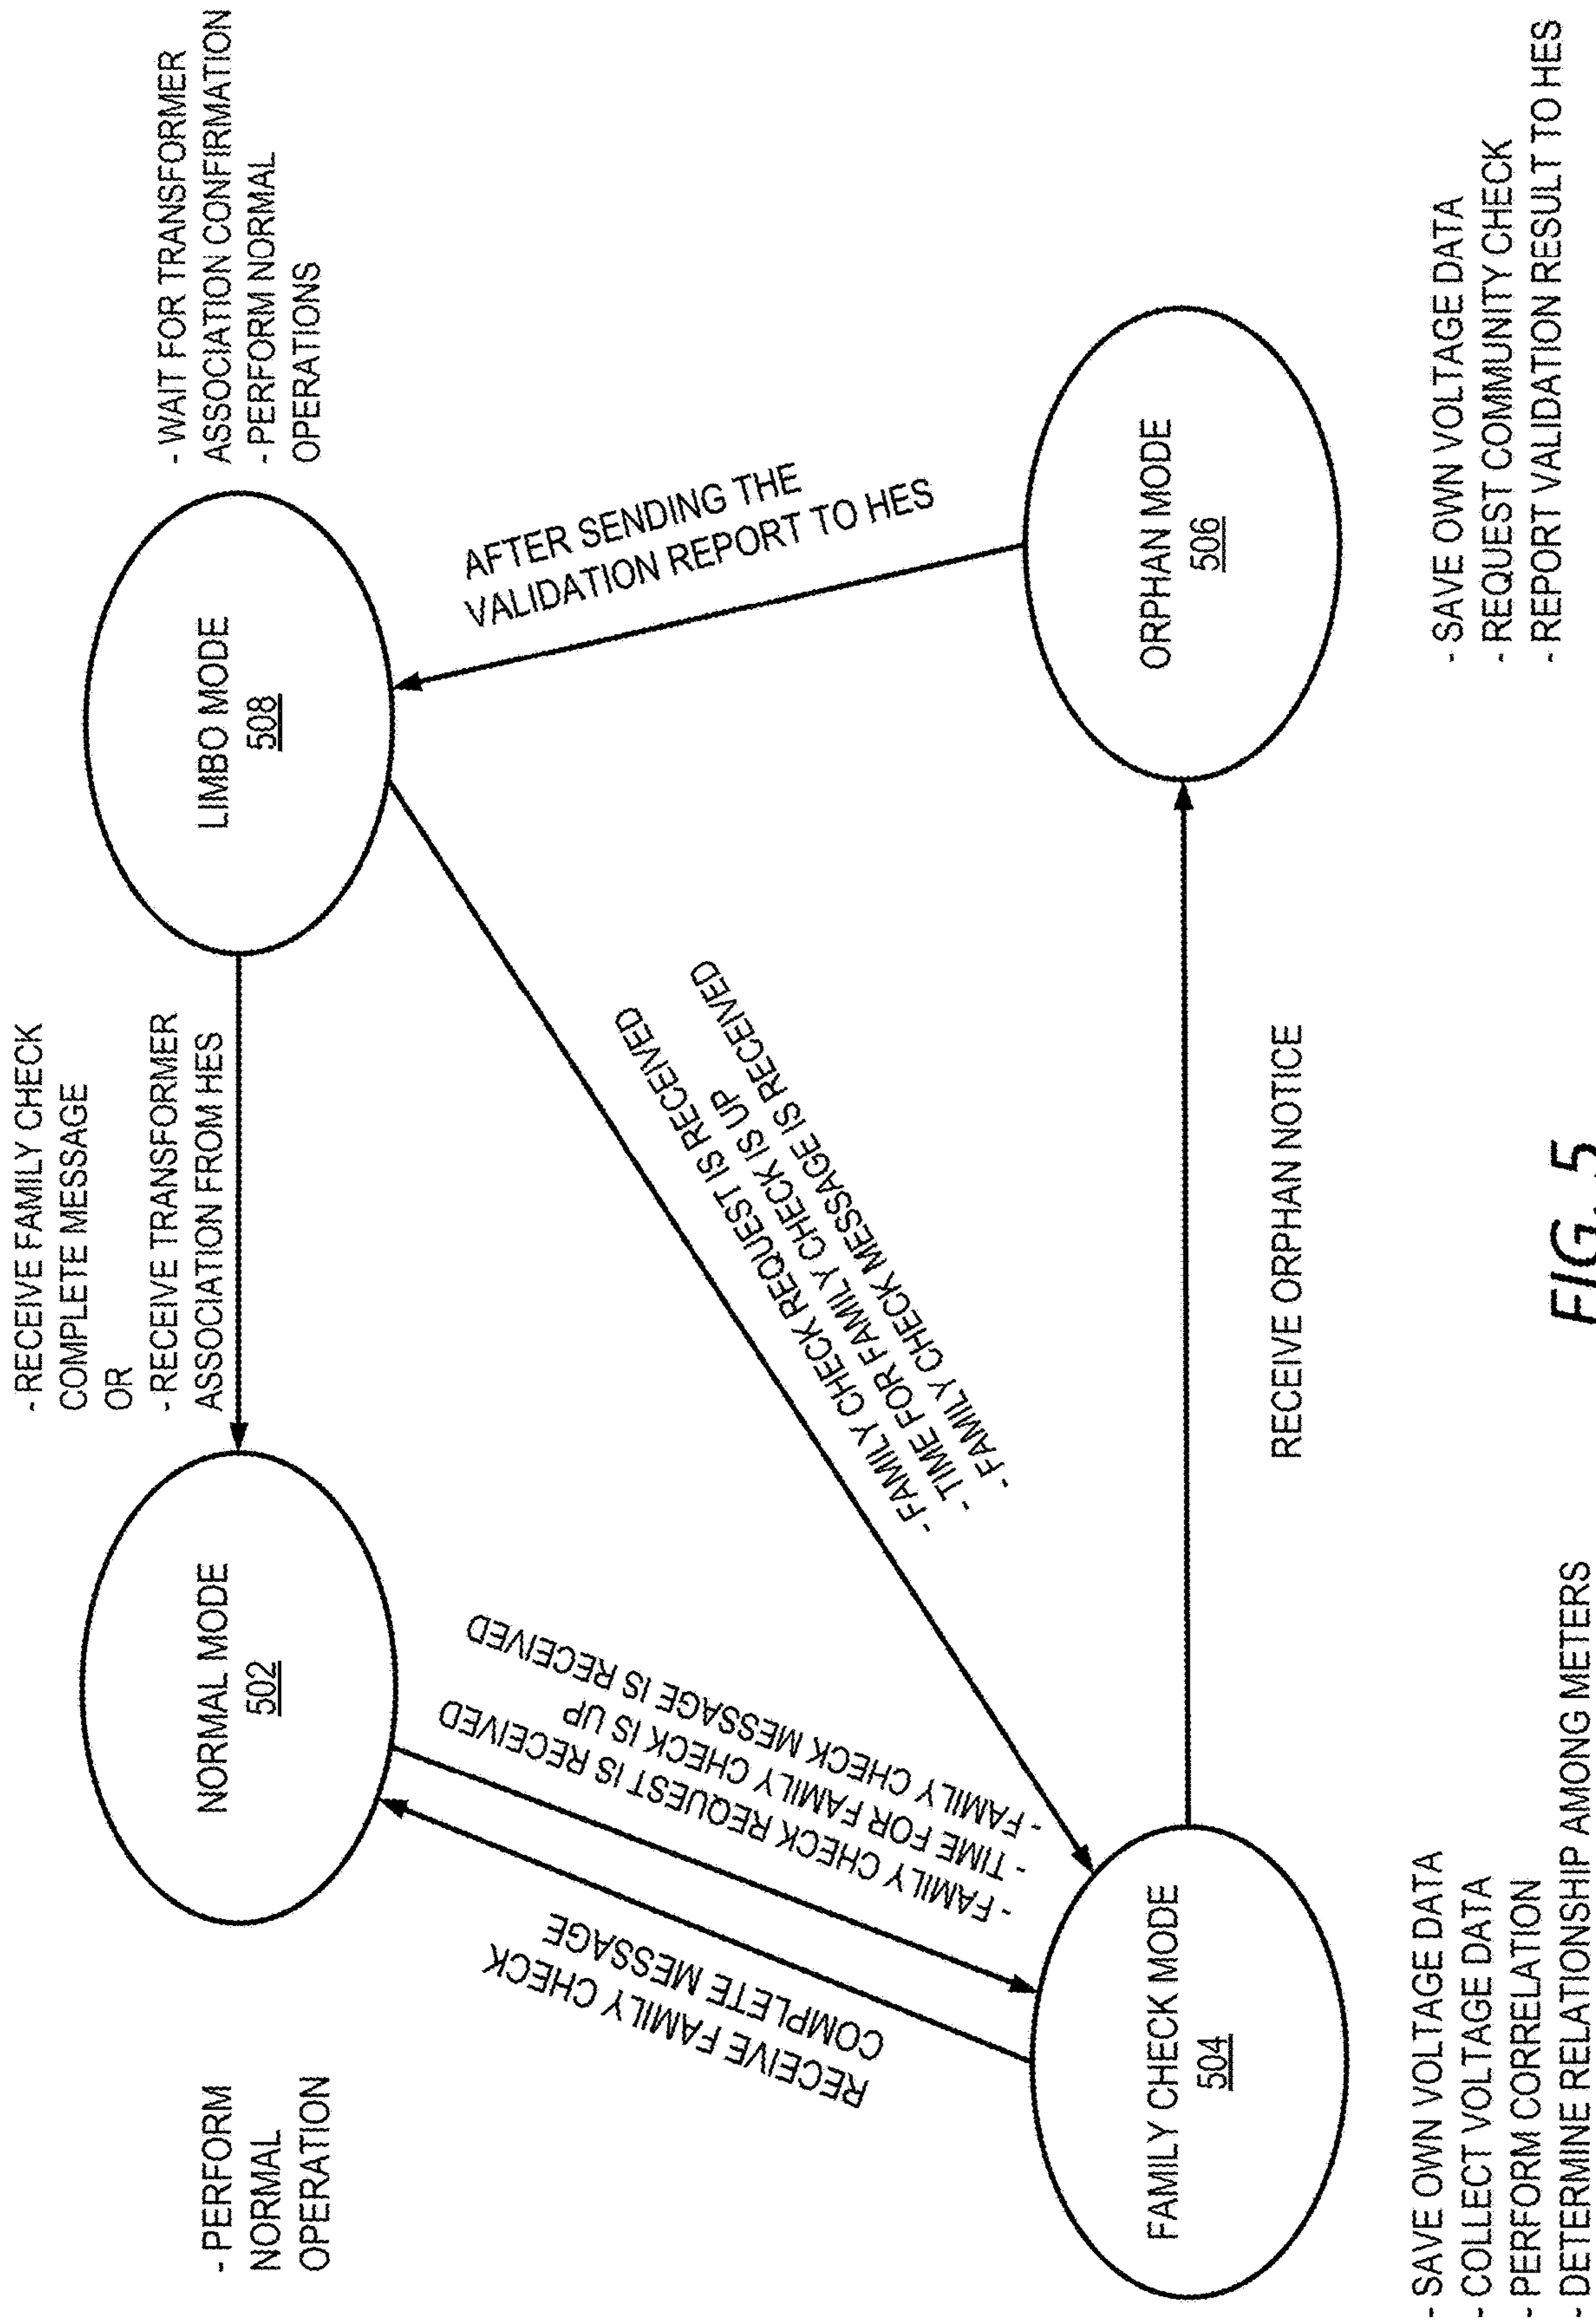 - PERFORM
NORMAL
OPERATION
NORMAL MODE
502
- RECEIVE FAMILY CHECK
COMPLETE MESSAGE
OR
- RECEIVE TRANSFORMER
ASSOCIATION FROM HES
LIMBO MODE
508
- WAIT FOR TRANSFORMER
ASSOCIATION CONFIRMATION
- PERFORM NORMAL
OPERATIONS
RECEIVE FAMILY CHECK
COMPLETE MESSAGE
- FAMILY CHECK REQUEST IS RECEIVED
- TIME FOR FAMILY CHECK IS UP
- FAMILY CHECK MESSAGE IS RECEIVED
- FAMILY CHECK REQUEST IS RECEIVED
- TIME FOR FAMILY CHECK IS UP
- FAMILY CHECK MESSAGE IS RECEIVED
AFTER SENDING THE
VALIDATION REPORT TO HES
FAMILY CHECK MODE
504
RECEIVE ORPHAN NOTICE
ORPHAN MODE
506
- SAVE OWN VOLTAGE DATA
- COLLECT VOLTAGE DATA
- PERFORM CORRELATION
- DETERMINE RELATIONSHIP AMONG METERS
- SAVE OWN VOLTAGE DATA
- REQUEST COMMUNITY CHECK
- REPORT VALIDATION RESULT TO HES
FIG. 5